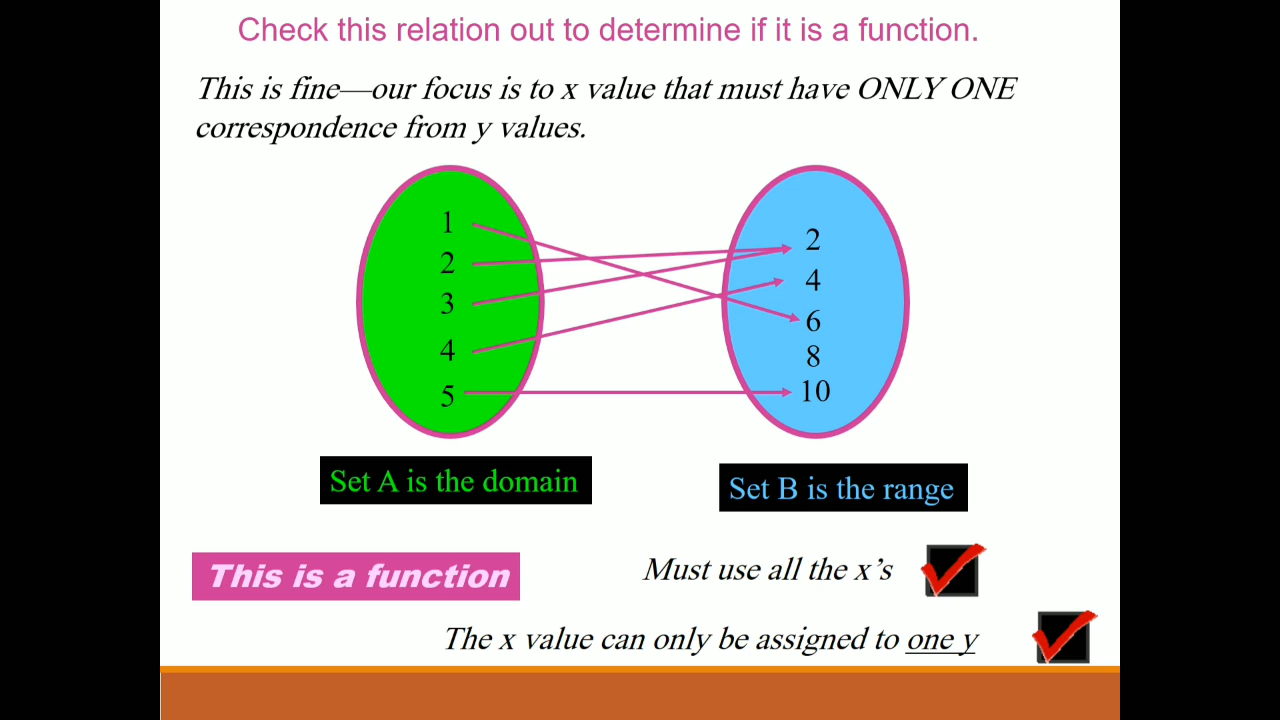 Check this relation out to determine if it is a function.
This is fine—our focus is to x value that must have ONLY ONE
correspondence from y values.
1
2
3
4
5
2
4
6
8
10
Set A is the domain
Set B is the range
This is a function
Must use all the x’s
The x value can only be assigned to one y